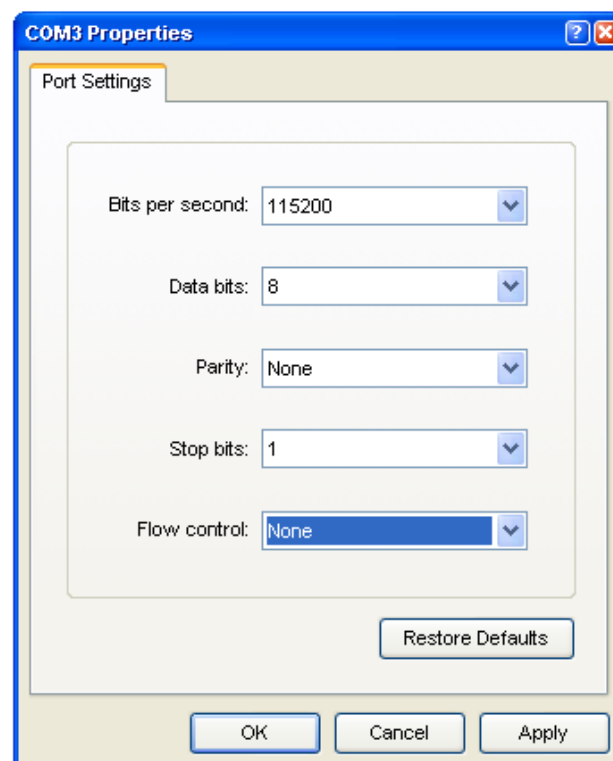 COM3 Properties
Port Settings
Bits per second: 115200
Data bits: 8
Parity: None
Stop bits: 1
Flow control: None
Restore Defaults
OK Cancel Apply